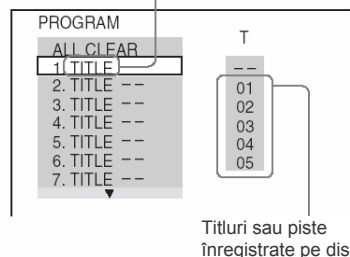 PROGRAM
T
ALL CLEAR
1. TITLE
2. TITLE – –
3. TITLE – –
4. TITLE – –
5. TITLE – –
6. TITLE – –
7. TITLE – –
– –
01
02
03
04
05
Titluri sau piste
înregistrate pe dis